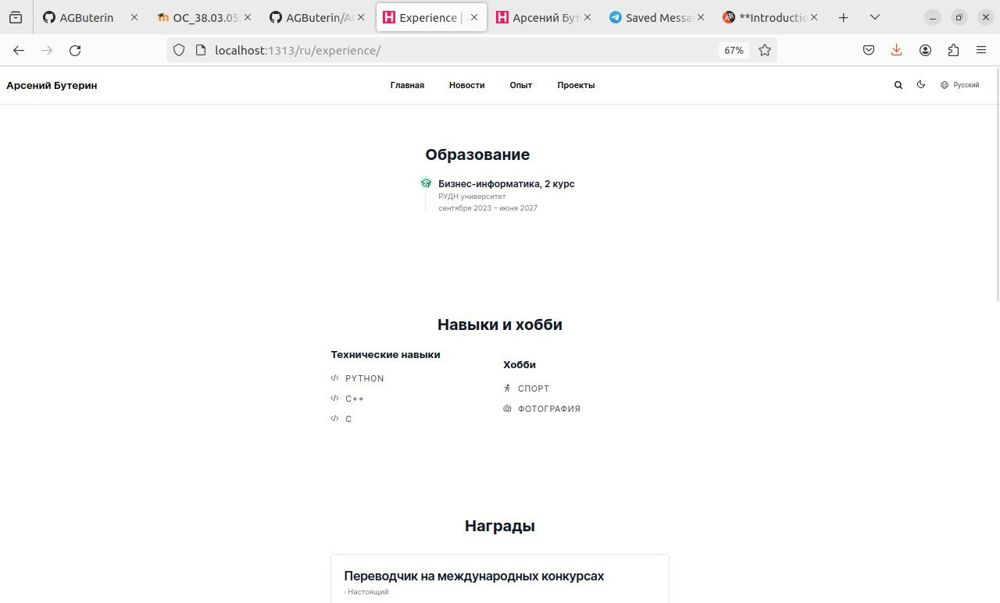 AGButerin
OC_38.03.05
AGButerin/AG
Experience |
Арсений Бут
Saved Messa
**Introductio
localhost:1313/ru/experience/
67%
Арсений Бутерин
Главная
Новости
Опыт
Проекты
Русский
Образование
Бизнес-информатика, 2 курс
РУДН университет
сентября 2023 – июня 2027
Навыки и хобби
Технические навыки
PYTHON
C++
C
Хобби
СПОРТ
ФОТОГРАФИЯ
Награды
Переводчик на международных конкурсах
· Настоящий